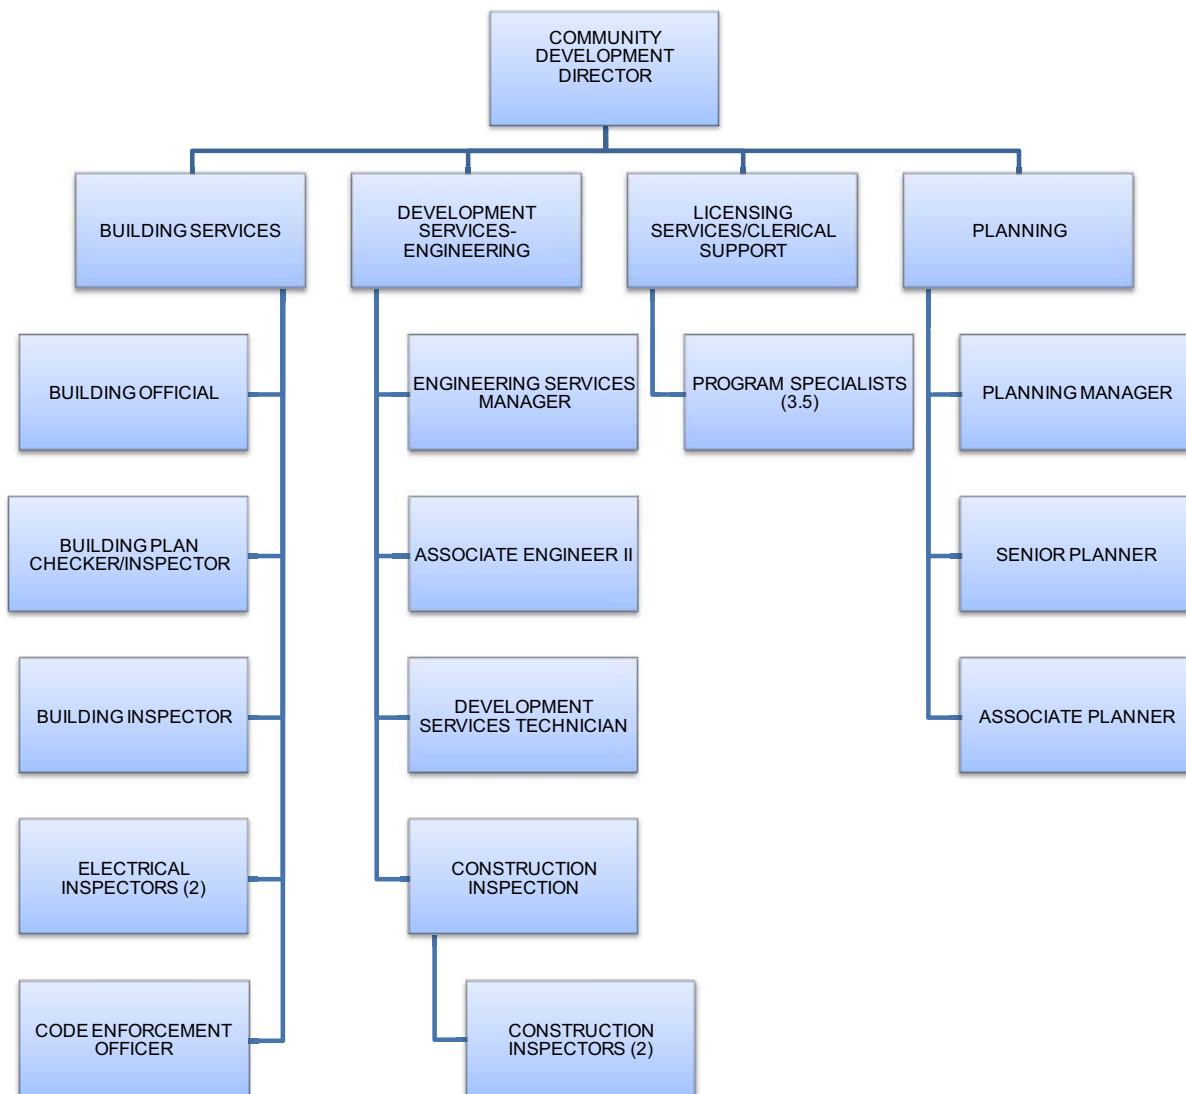 COMMUNITY
DEVELOPMENT
DIRECTOR
BUILDING SERVICES
DEVELOPMENT
SERVICES-
ENGINEERING
LICENSING
SERVICES/CLERICAL
SUPPORT
PLANNING
BUILDING OFFICIAL
ENGINEERING SERVICES
MANAGER
PROGRAM SPECIALISTS
(3.5)
PLANNING MANAGER
BUILDING PLAN
CHECKER/INSPECTOR
ASSOCIATE ENGINEER II
SENIOR PLANNER
BUILDING INSPECTOR
DEVELOPMENT
SERVICES TECHNICIAN
ASSOCIATE PLANNER
ELECTRICAL
INSPECTORS (2)
CONSTRUCTION
INSPECTION
CODE ENFORCEMENT
OFFICER
CONSTRUCTION
INSPECTORS (2)